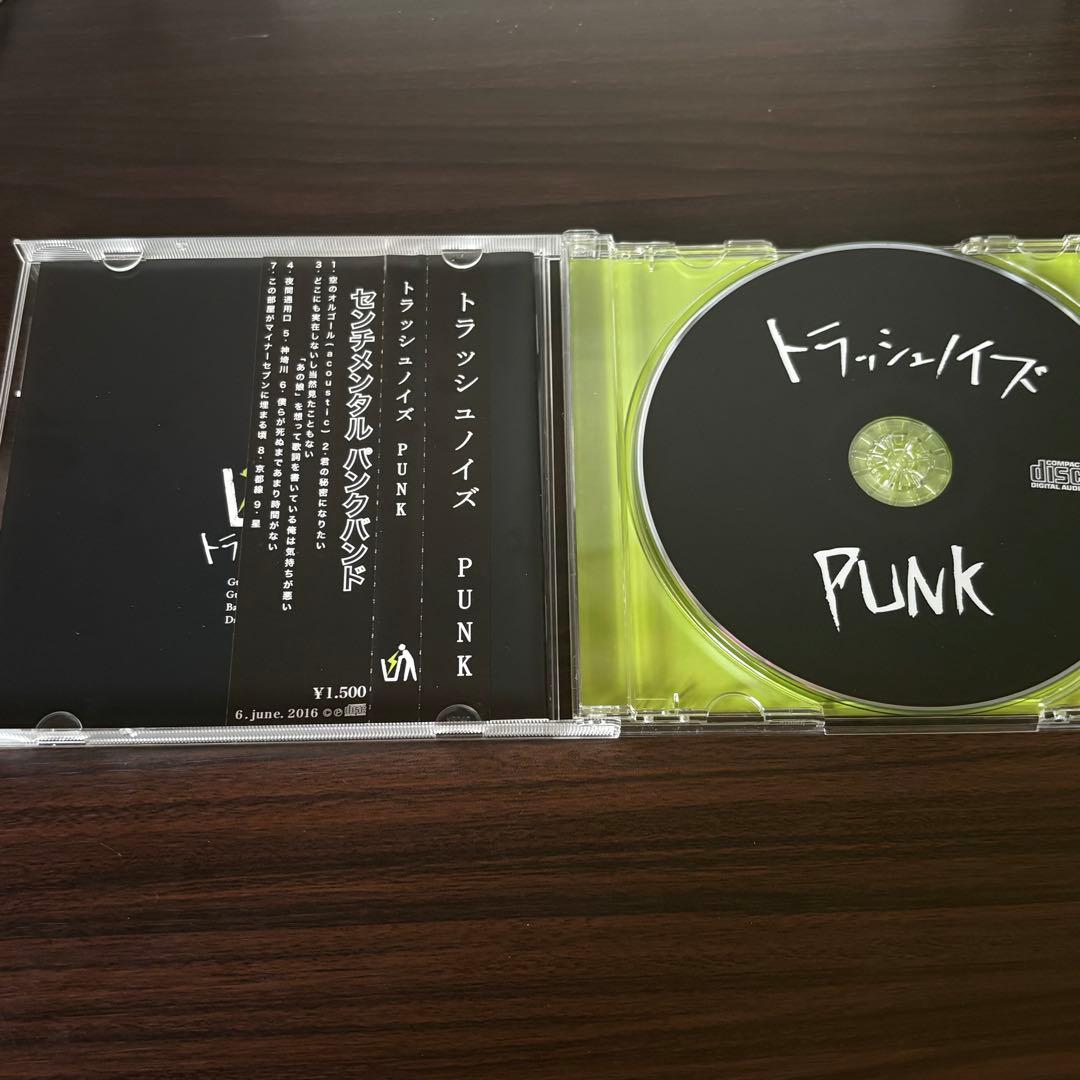 トラッシュノイズ PUNK
トラッシュノイズ PUNK
センチメンタル パンクバンド
1・空のオルゴール(acoustic) 2・君の秘密になりたい
3・どこにも実在しないし当然見たこともない
「あの娘」を想って歌詞を書いている俺は気持ちが悪い
4・夜間通用口 5・神埼川 6・僕らが死ぬまであまり時間がない
7・この部屋がマイナーセブンに埋まる頃 8・京都線 9・星
¥1.500
6.june. 2016 ©℗
トラ
トラッシュノイズ
COMPACT
disc
DIGITAL AUDIO
PUNK